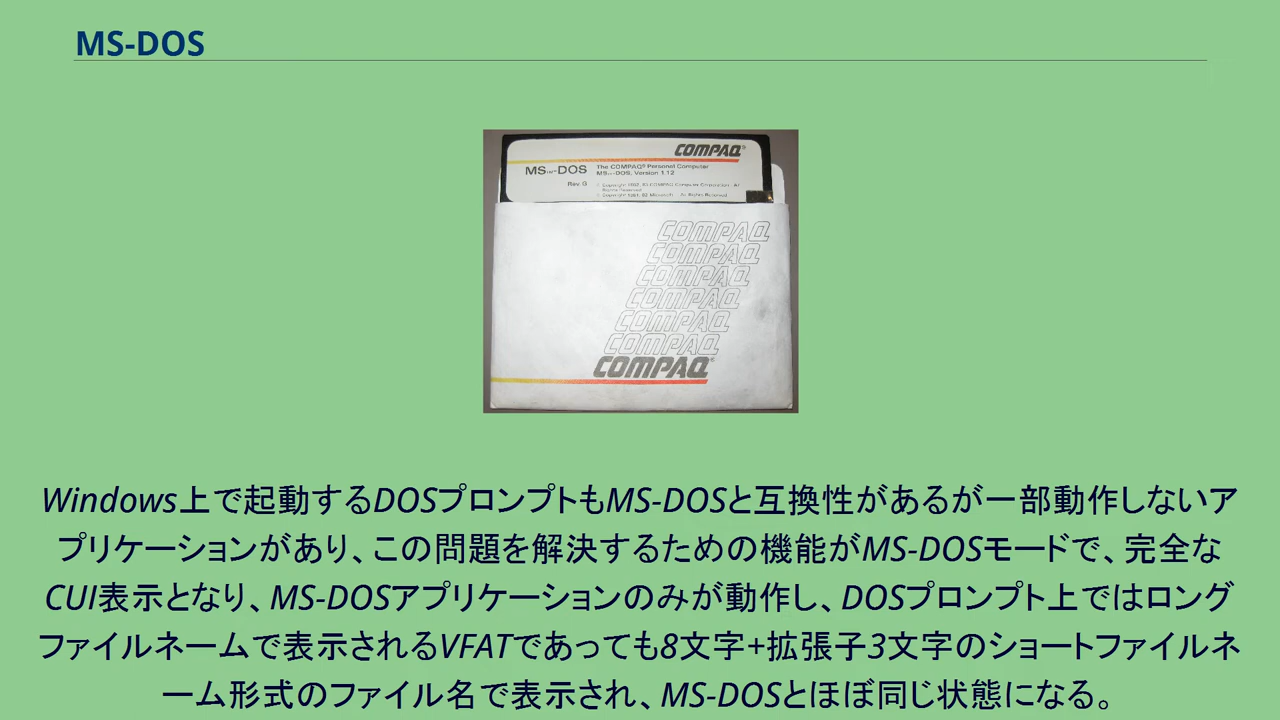 MS-DOS
COMPAQ®
MS™-DOS The COMPAQ® Personal Computer
MS™-DOS, Version 1.12
Rev. G
COMPAQ
COMPAQ
COMPAQ
COMPAQ
COMPAQ
COMPAQ
COMPAQ®
Windows上で起動するDOSプロンプトもMS-DOSと互換性があるが一部動作しないア
プリケーションがあり、この問題を解決するための機能がMS-DOSモードで、完全な
CUI表示となり、MS-DOSアプリケーションのみが動作し、DOSプロンプト上ではロング
ファイルネームで表示されるVFATであっても8文字+拡張子3文字のショートファイルネ
ーム形式のファイル名で表示され、MS-DOSとほぼ同じ状態になる。